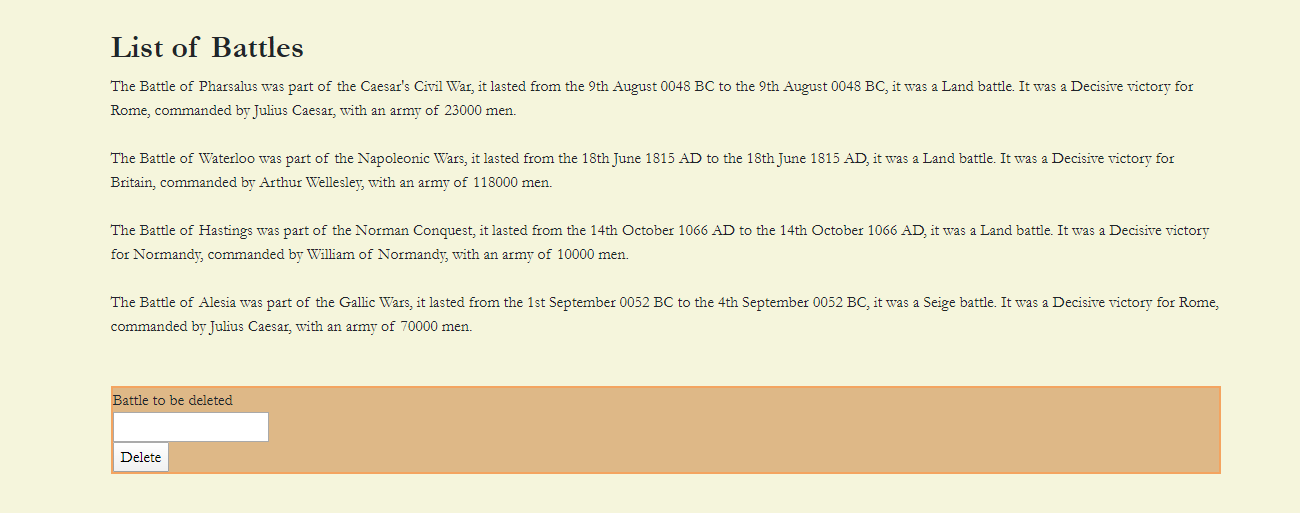 List of Battles
The Battle of Pharsalus was part of the Caesar's Civil War, it lasted from the 9th August 0048 BC to the 9th August 0048 BC, it was a Land battle. It was a Decisive victory for
Rome, commanded by Julius Caesar, with an army of 23000 men.
The Battle of Waterloo was part of the Napoleonic Wars, it lasted from the 18th June 1815 AD to the 18th June 1815 AD, it was a Land battle. It was a Decisive victory for
Britain, commanded by Arthur Wellesley, with an army of 118000 men.
The Battle of Hastings was part of the Norman Conquest, it lasted from the 14th October 1066 AD to the 14th October 1066 AD, it was a Land battle. It was a Decisive victory
for Normandy, commanded by William of Normandy, with an army of 10000 men.
The Battle of Alesia was part of the Gallic Wars, it lasted from the 1st September 0052 BC to the 4th September 0052 BC, it was a Seige battle. It was a Decisive victory for Rome,
commanded by Julius Caesar, with an army of 70000 men.
Battle to be deleted
Delete